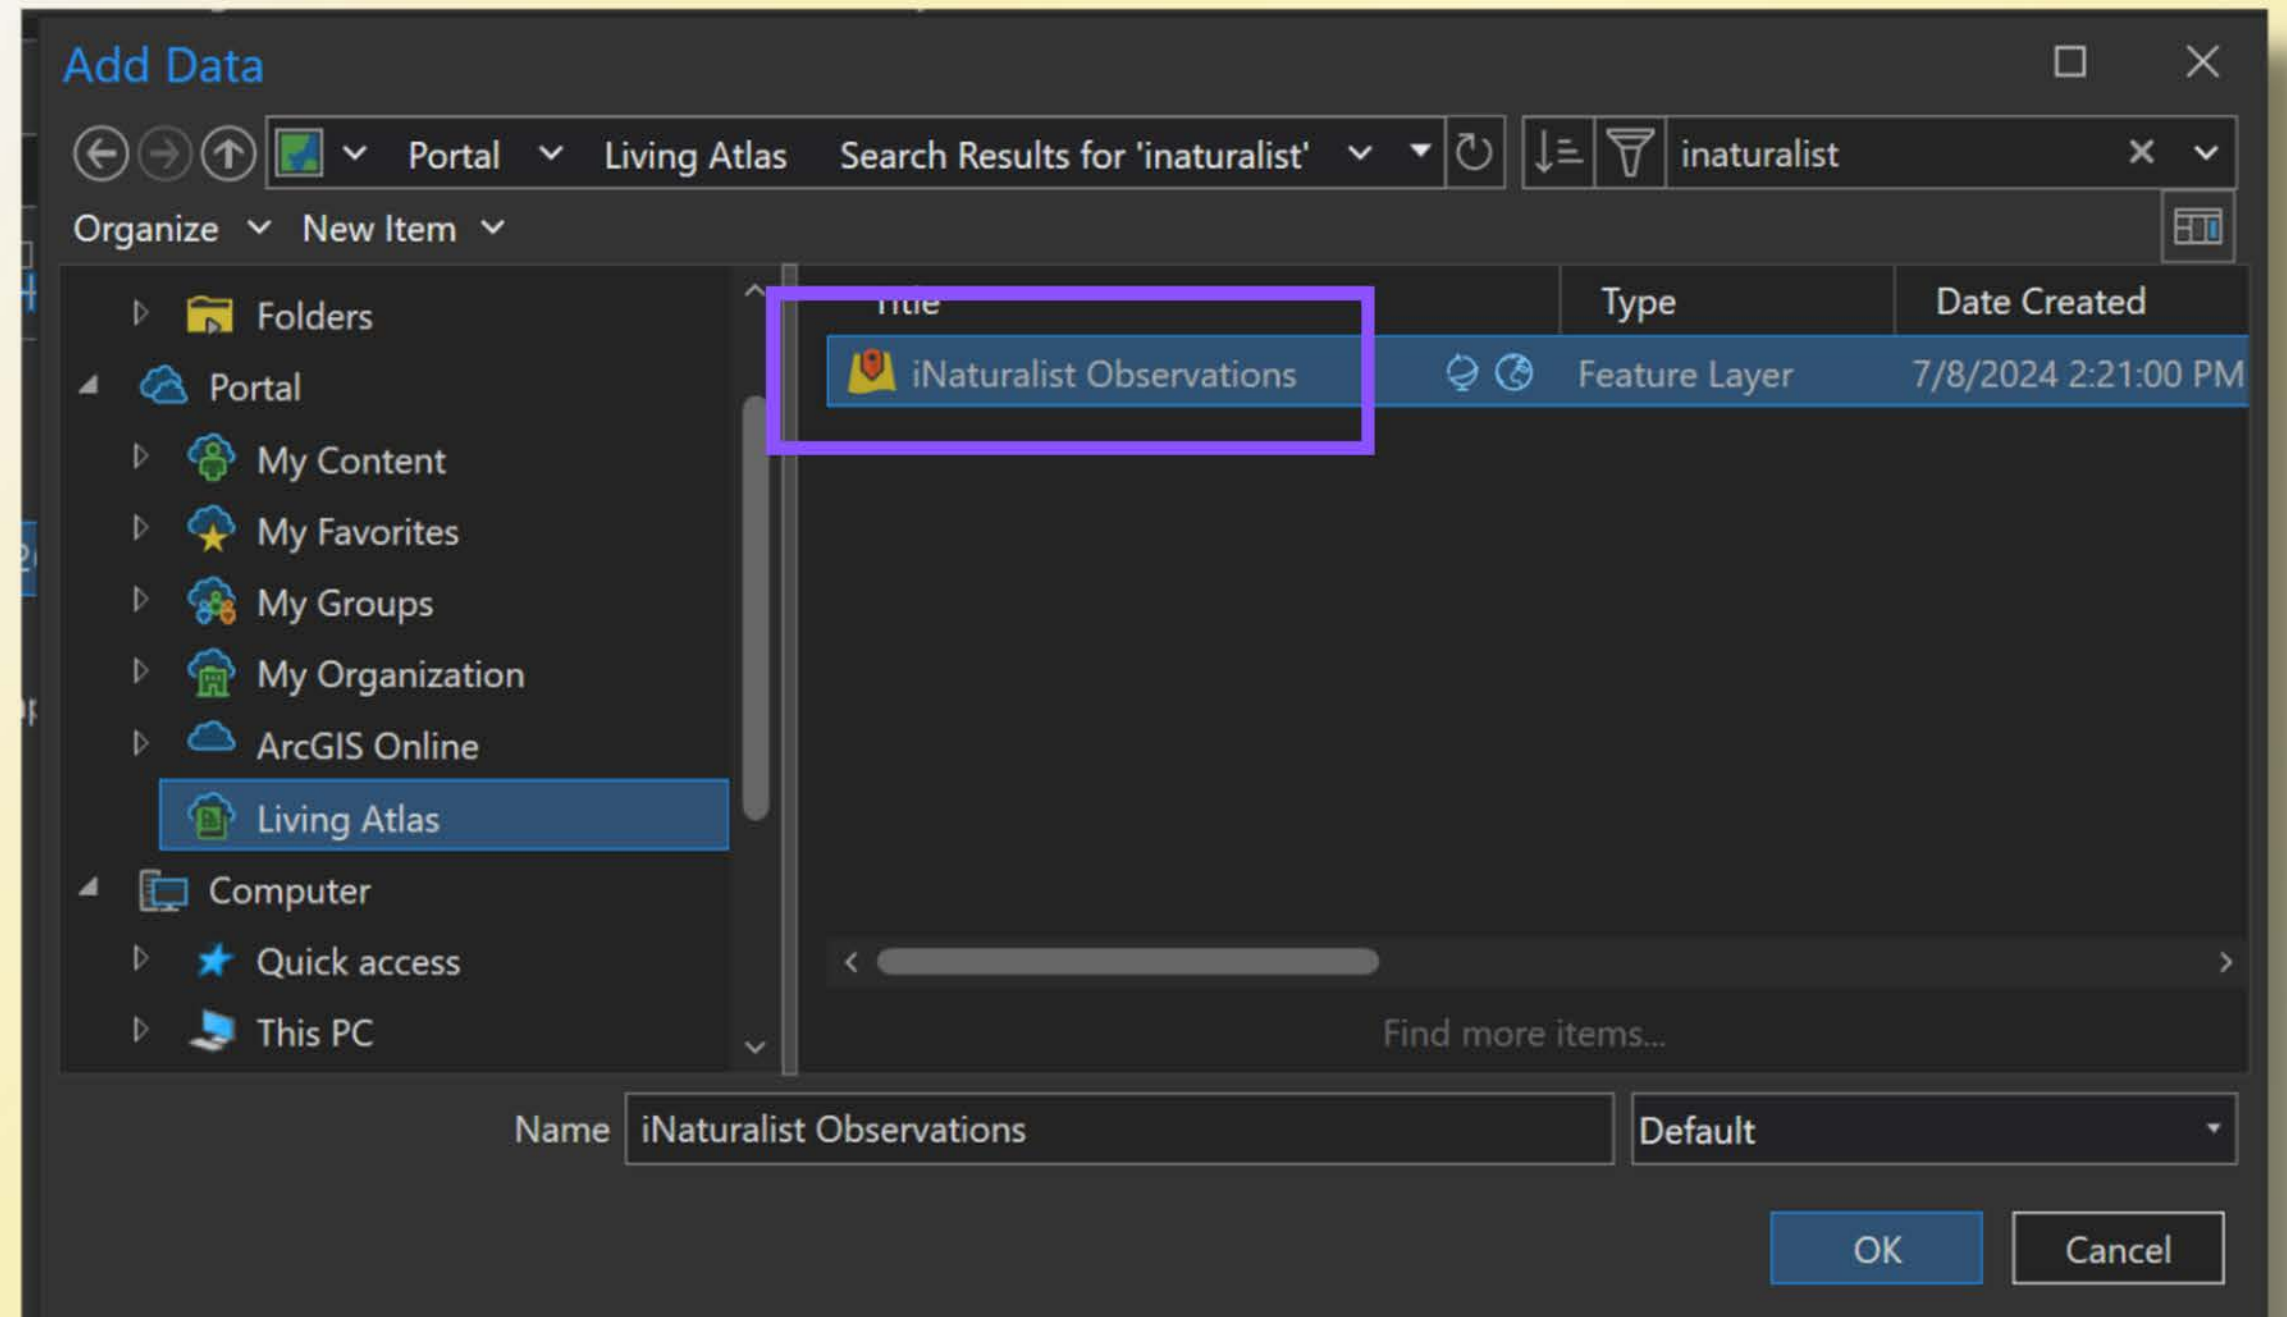 Add Data
Portal Living Atlas Search Results for 'inaturalist' inaturalist
Organize New Item
Folders
Portal
My Content
My Favorites
My Groups
My Organization
ArcGIS Online
Living Atlas
Computer
Quick access
This PC
Title Type Date Created
iNaturalist Observations Feature Layer 7/8/2024 2:21:00 PM
Find more items...
Name iNaturalist Observations Default
OK Cancel